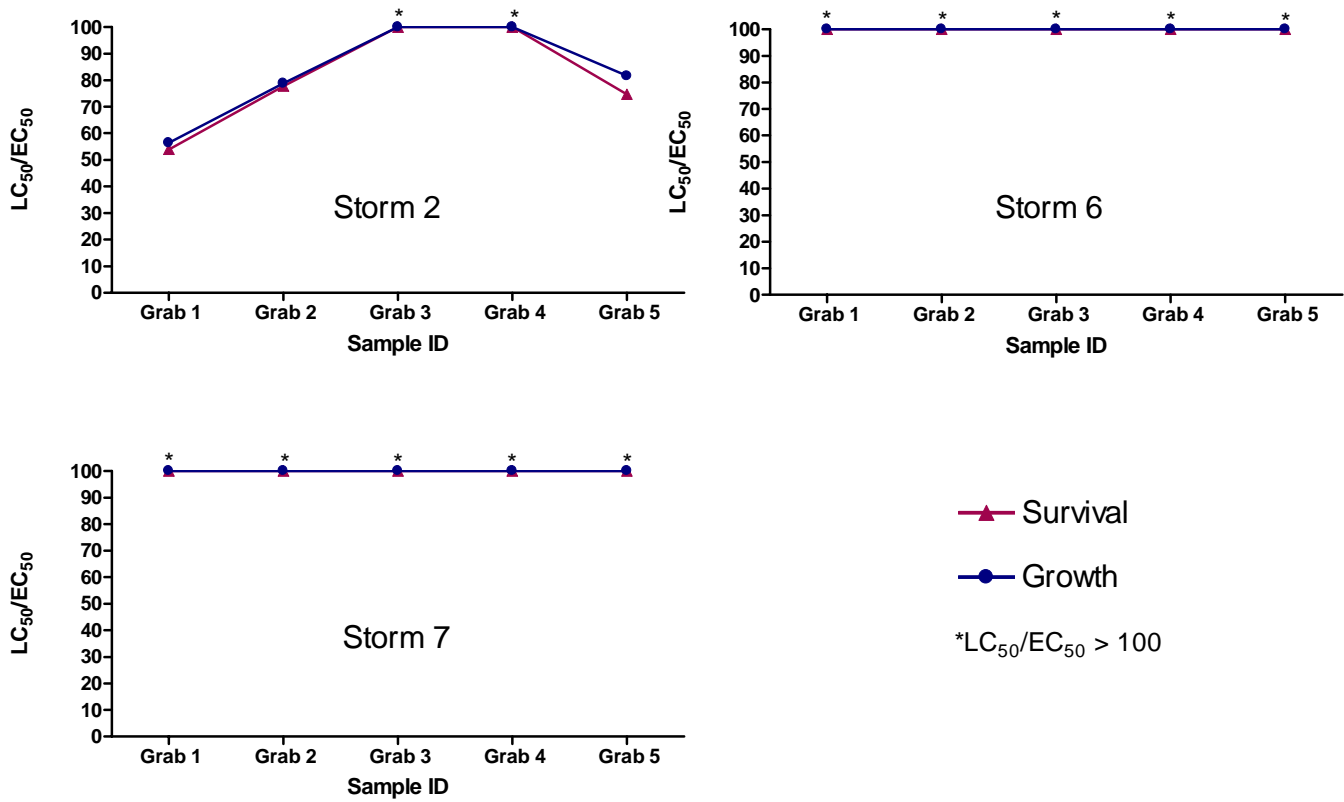 * *
100
90
80
70
60
50
40
30
20
10
0
LC50/EC50
Storm 2
Grab 1 Grab 2 Grab 3 Grab 4 Grab 5
Sample ID
* * * * *
100
90
80
70
60
50
40
30
20
10
0
LC50/EC50
Storm 6
Grab 1 Grab 2 Grab 3 Grab 4 Grab 5
Sample ID
* * * * *
100
90
80
70
60
50
40
30
20
10
0
LC50/EC50
Storm 7
Grab 1 Grab 2 Grab 3 Grab 4 Grab 5
Sample ID
Survival
Growth
*LC50/EC50 > 100